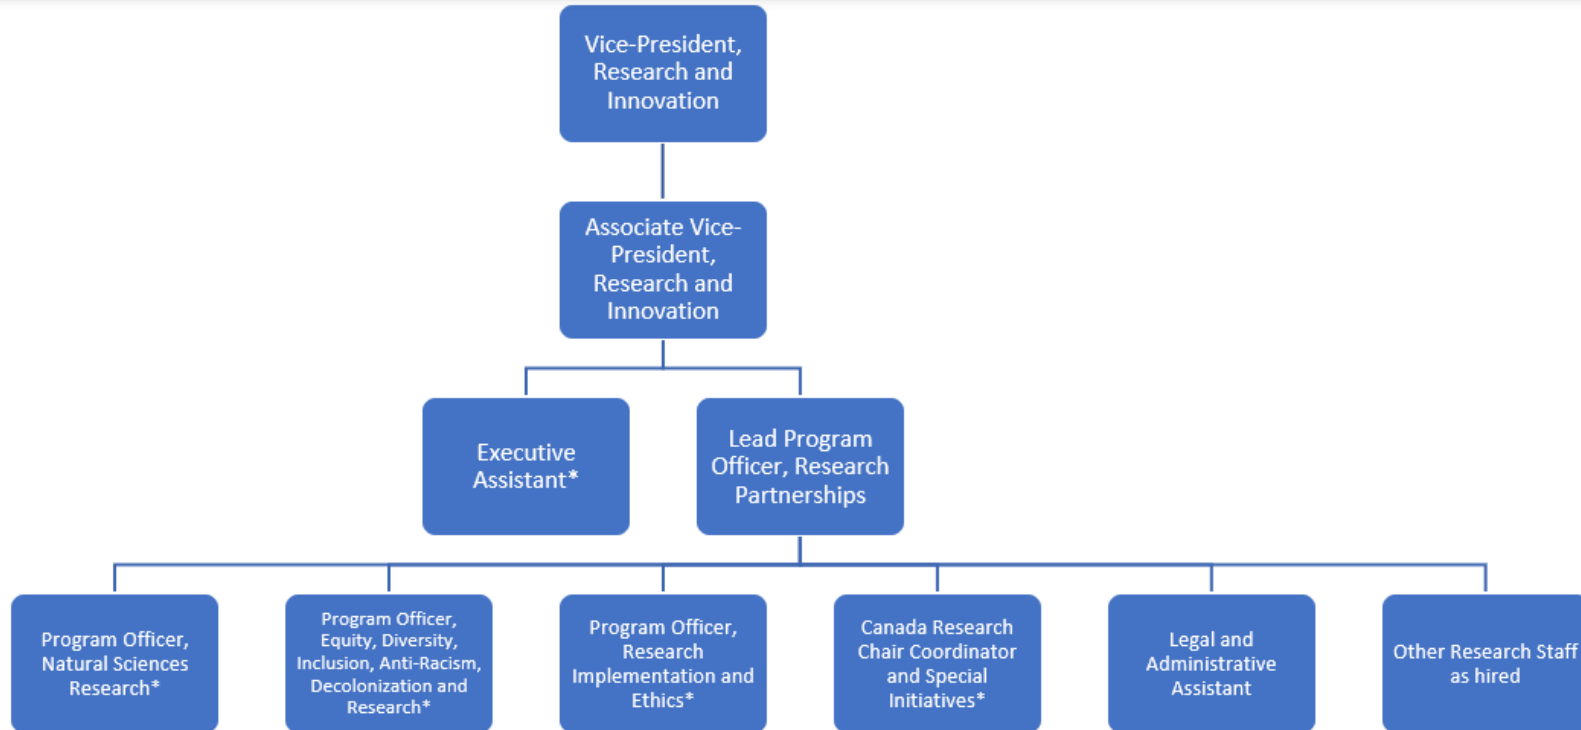 Vice-President,
Research and
Innovation
Associate Vice-
President,
Research and
Innovation
Executive
Assistant*
Lead Program
Officer, Research
Partnerships
Program Officer,
Natural Sciences
Research*
Program Officer,
Equity, Diversity,
Inclusion, Anti-Racism,
Decolonization and
Research*
Program Officer,
Research
Implementation and
Ethics*
Canada Research
Chair Coordinator
and Special
Initiatives*
Legal and
Administrative
Assistant
Other Research Staff
as hired